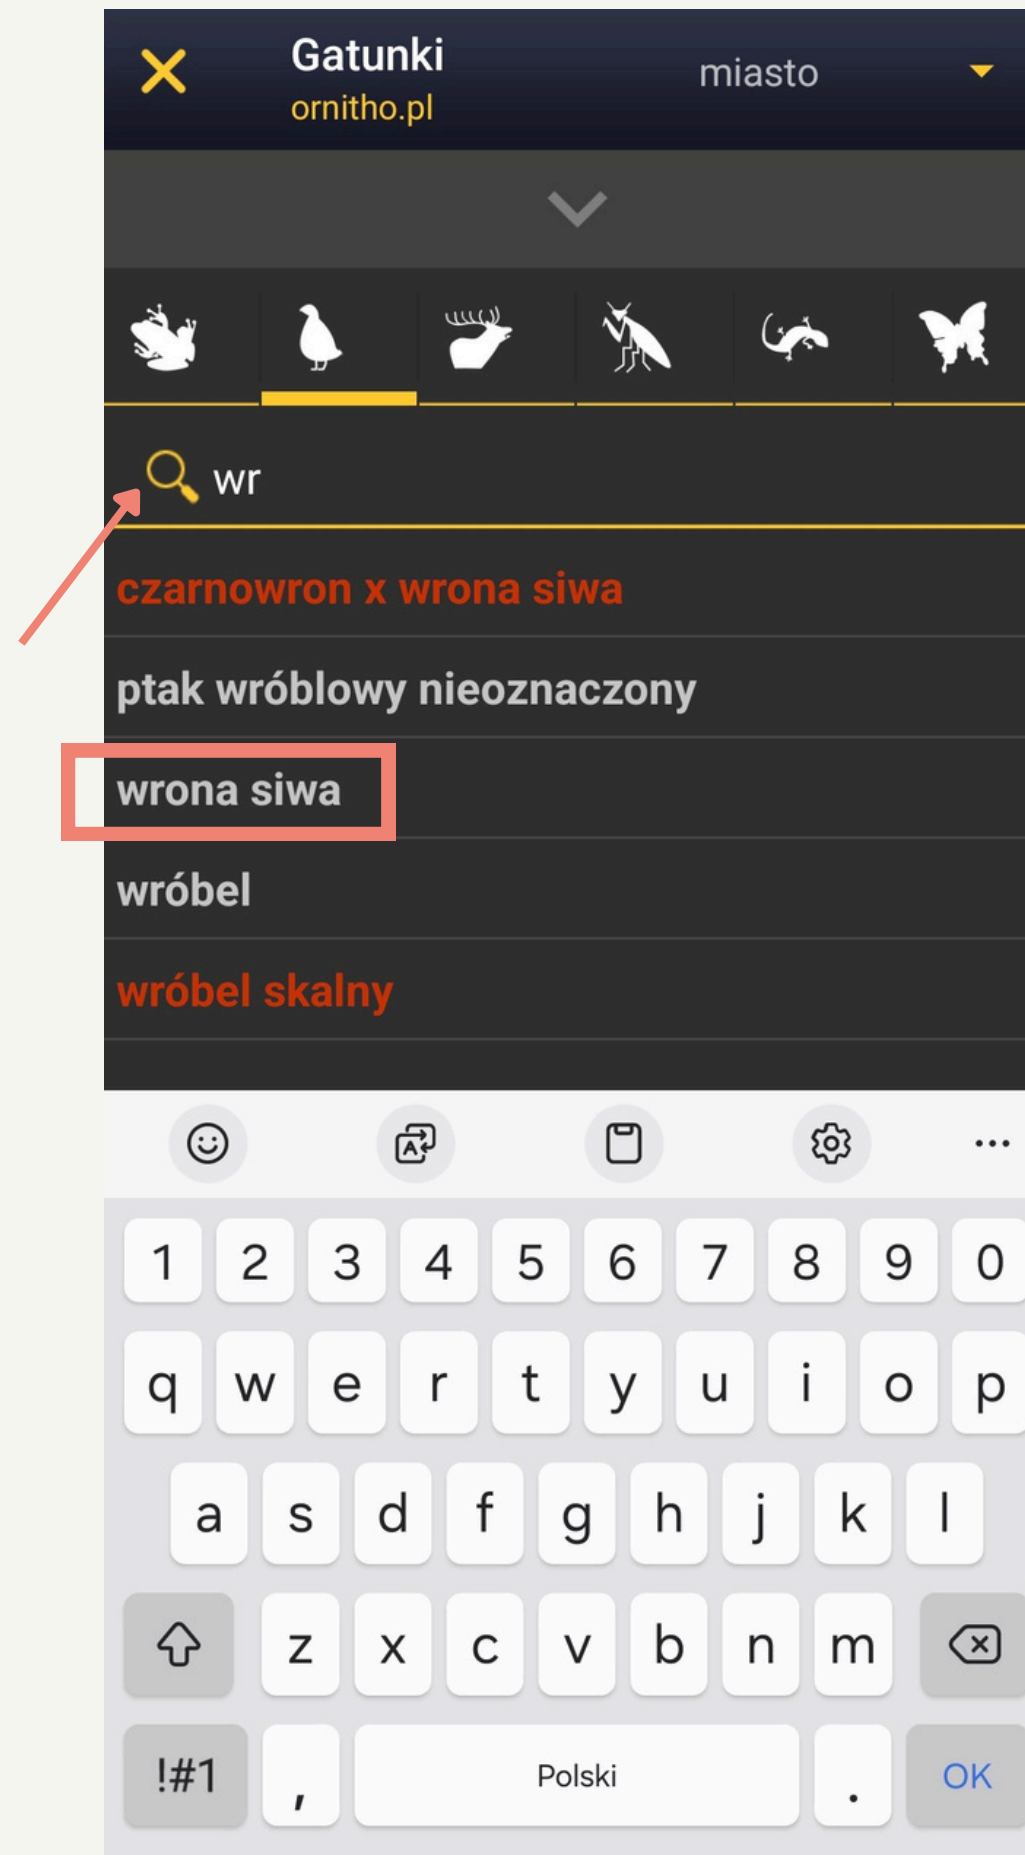 Gatunki
miasto
ornitho.pl
wr
czarnowron x wrona siwa
ptak wróblowy nieoznaczony
wrona siwa
wróbel
wróbel skalny
A
1 2 3 4 5 6 7 8 9 0
q w e r t y u i o p
a s d f g h j k l
z x c v b n m
!#1 , Polski . OK